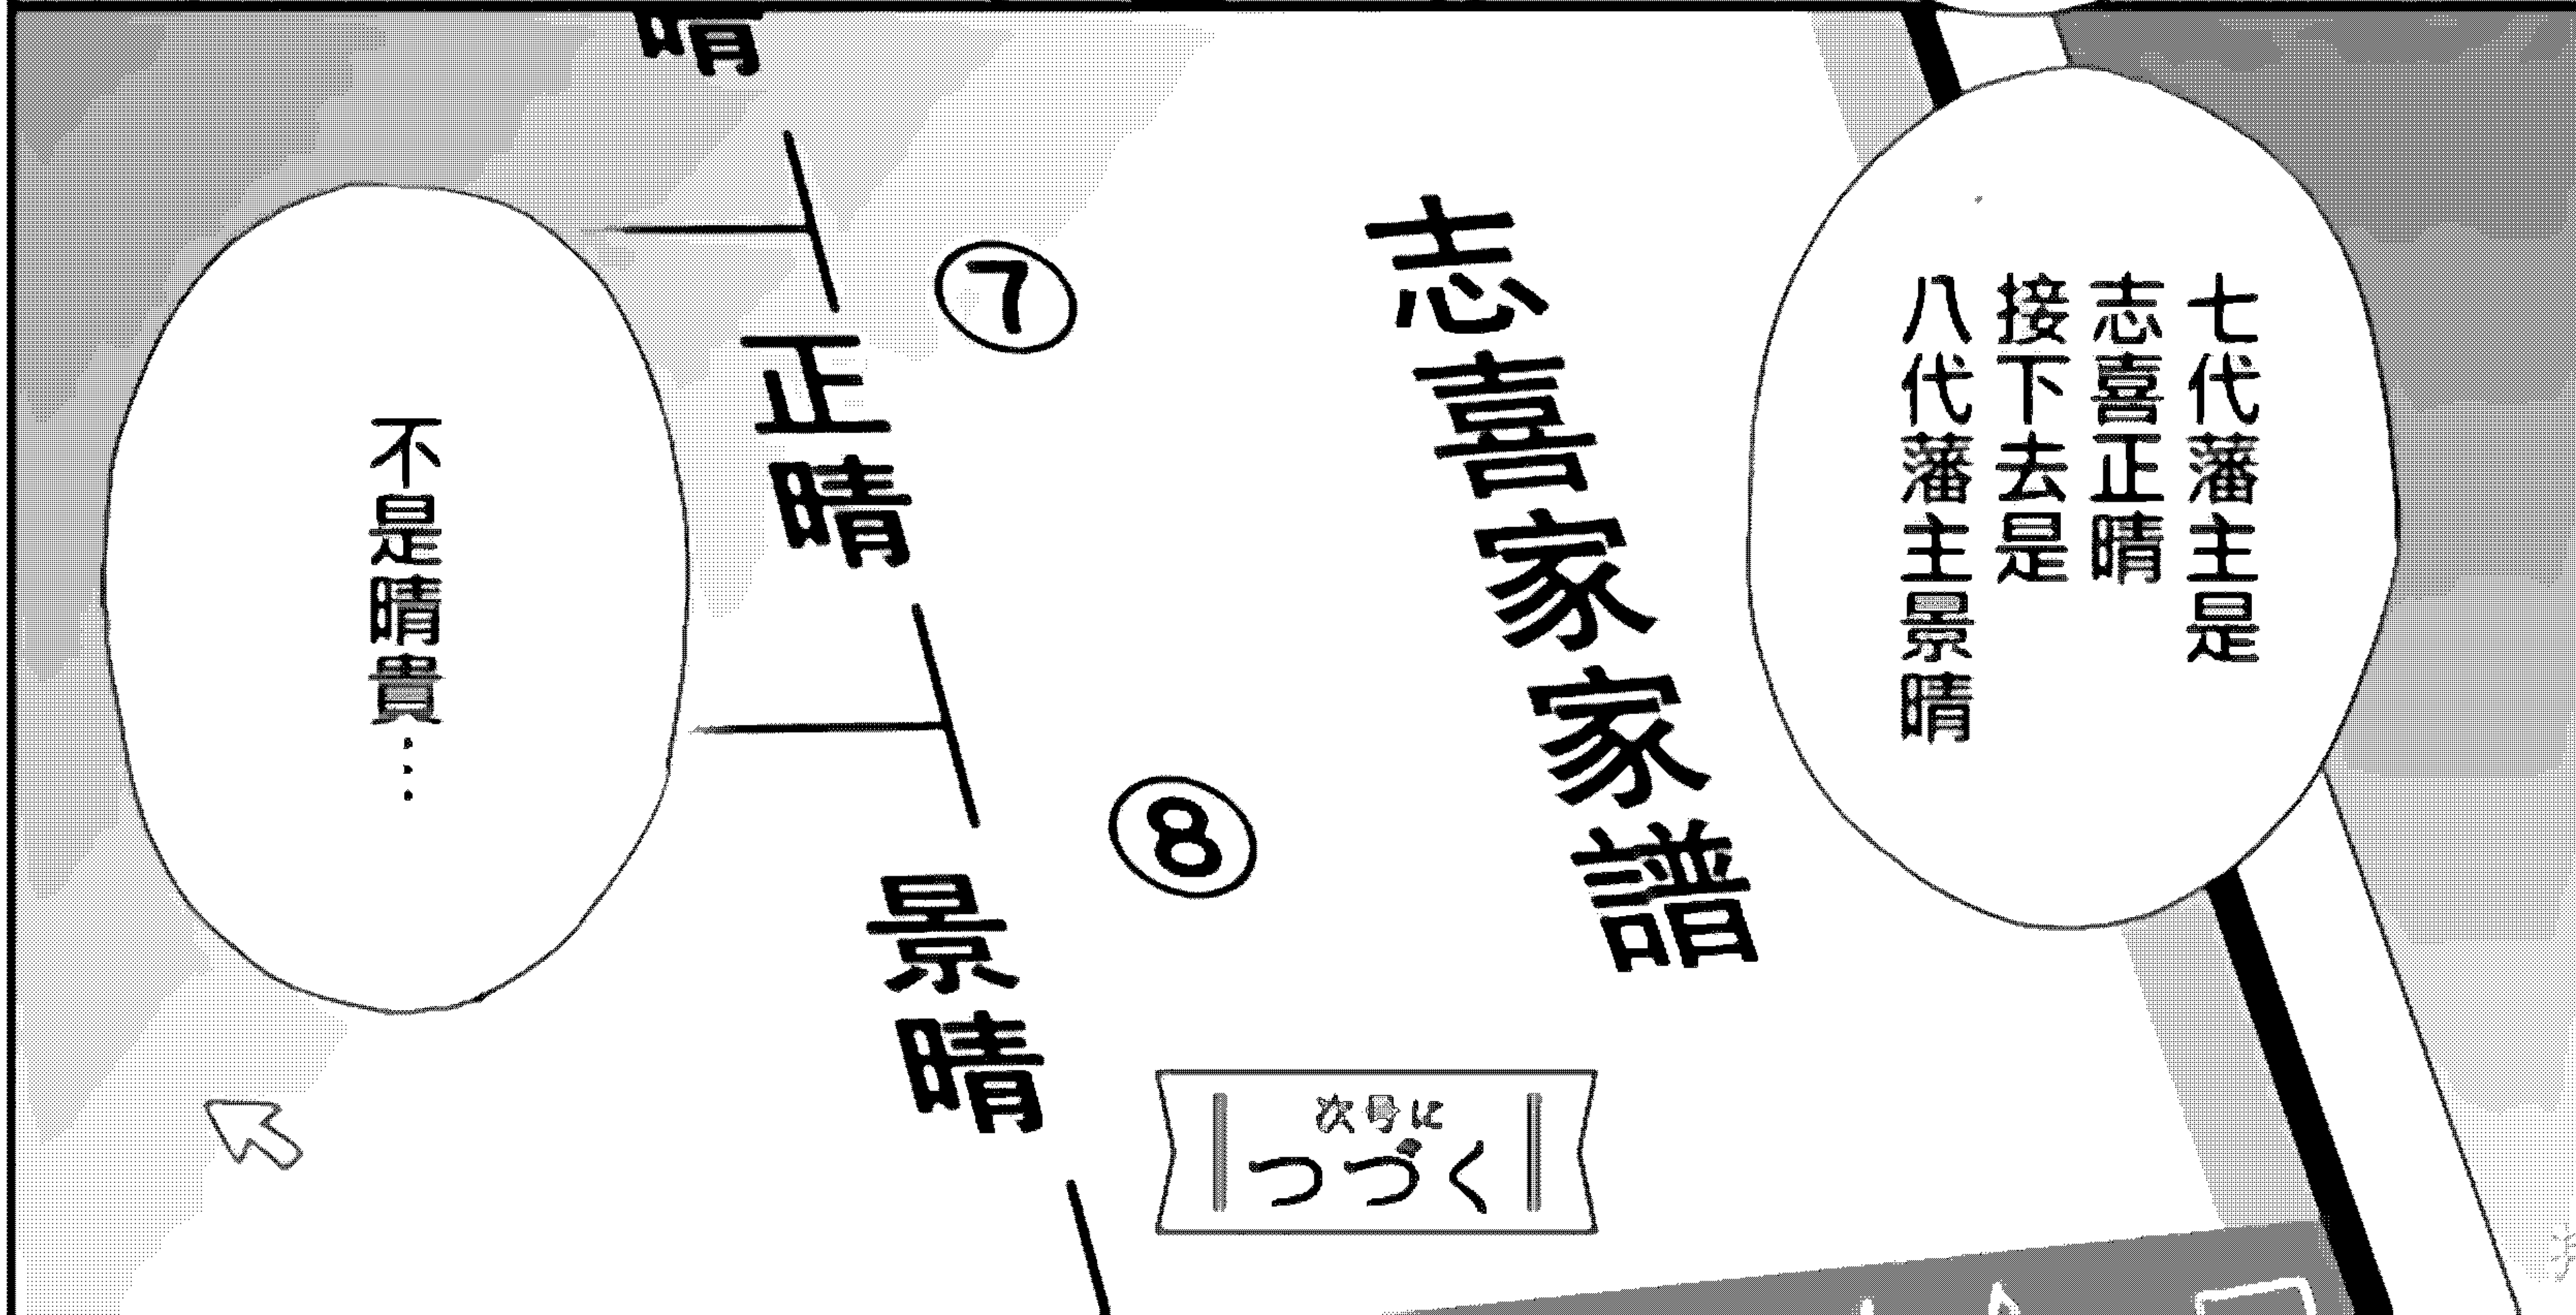 七代藩主是
志喜正晴
接下去是
八代藩主景晴
志喜家家譜
晴
⑦
正晴
⑧
景晴
不是晴貴…
次号に
つづく